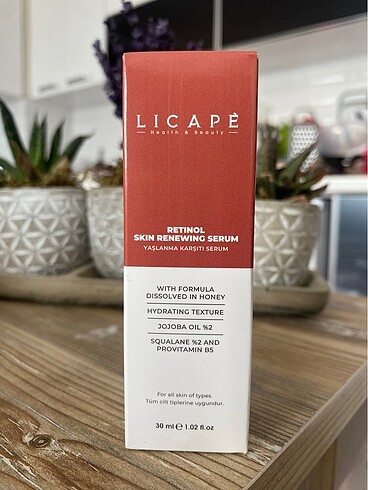 LICAPÈ
Health & Beauty
RETINOL
SKIN RENEWING SERUM
YAŞLANMA KARŞITI SERUM
WITH FORMULA
DISSOLVED IN HONEY
HYDRATING TEXTURE
JOJOBA OIL %2
SQUALANE %2 AND
PROVITAMIN B5
For all skin of types.
Tüm cilt tiplerine uygundur.
30 ml ℮ 1.02 fl.oz